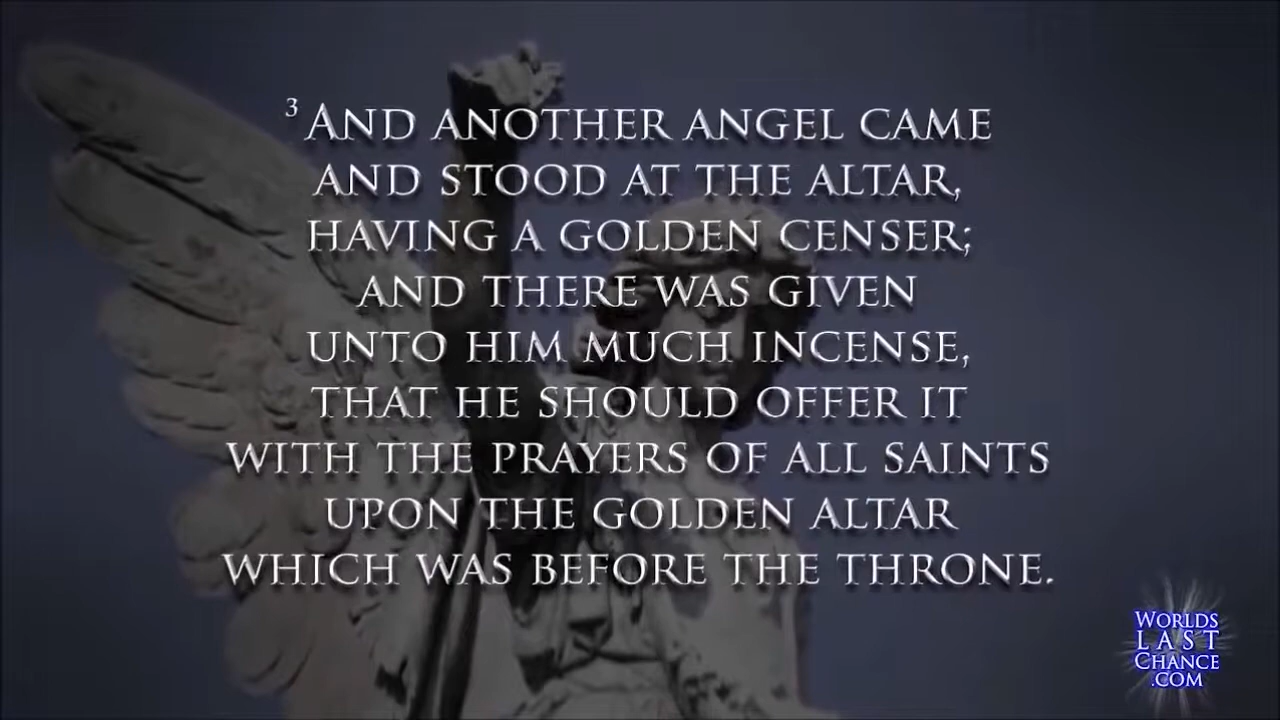 3 AND ANOTHER ANGEL CAME
AND STOOD AT THE ALTAR,
HAVING A GOLDEN CENSER;
AND THERE WAS GIVEN
UNTO HIM MUCH INCENSE,
THAT HE SHOULD OFFER IT
WITH THE PRAYERS OF ALL SAINTS
UPON THE GOLDEN ALTAR
WHICH WAS BEFORE THE THRONE.
WORLDS
LAST
CHANCE
.COM